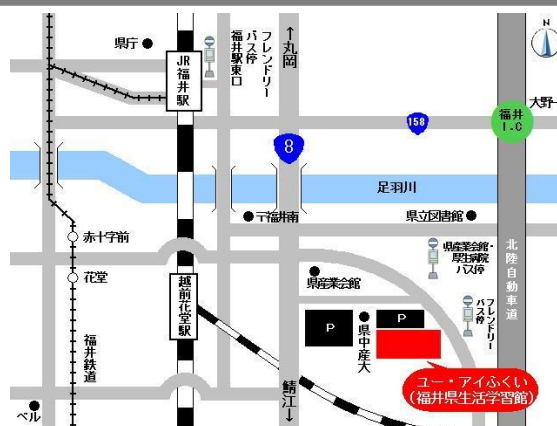 県庁
JR
福井駅
フレンドリー
バス停
福井駅東口
↑丸岡
N
大野
福井
I.C
158
8
足羽川
〒福井南
県立図書館
赤十字前
花堂
越前花堂駅
県産業会館
県産業会館・
厚生病院
バス停
北陸自動車道
フレンドリー
バス停
P
県中産大
P
福井鉄道
ユー・アイふくい
(福井県生活学習館)
ベル
鯖江↓